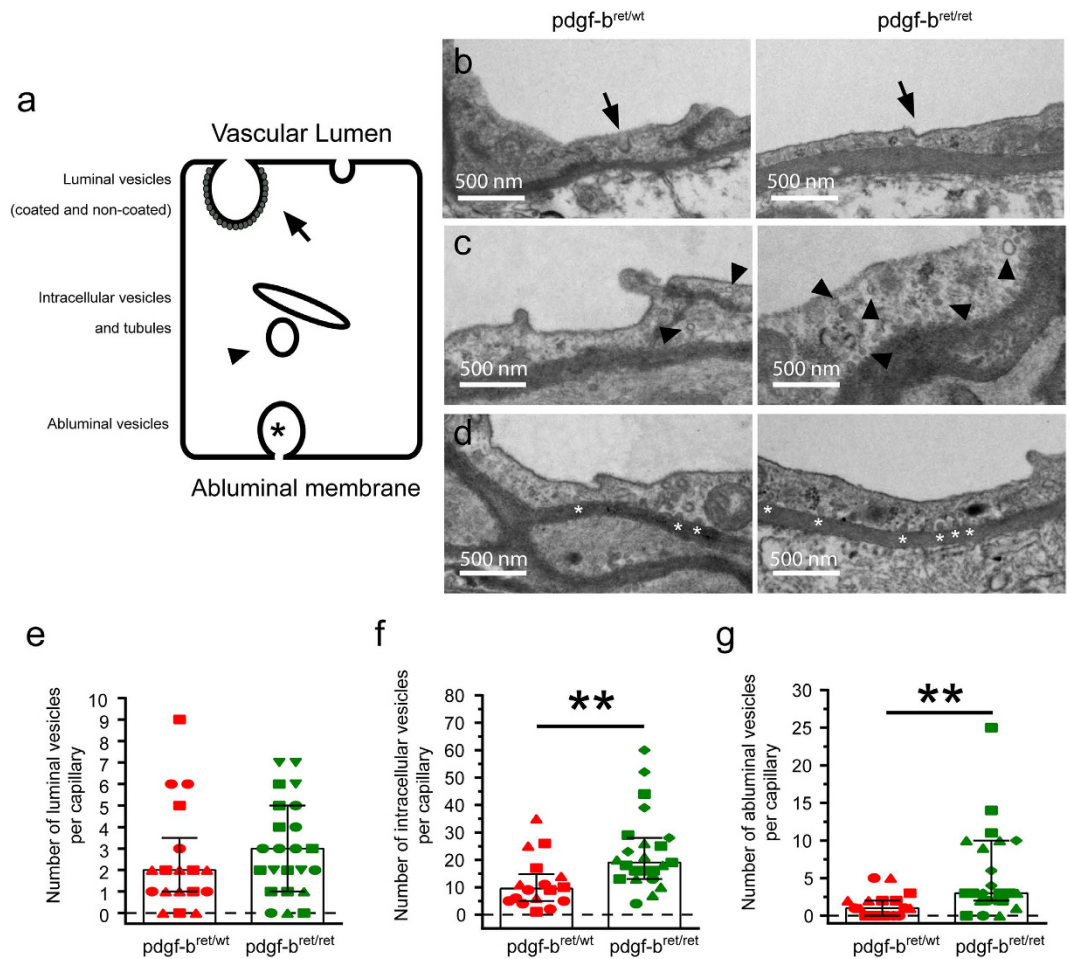 pdgf-b^ret/wt
pdgf-b^ret/ret
a
Vascular Lumen
Luminal vesicles
(coated and non-coated)
Intracellular vesicles
and tubules
Abluminal vesicles
*
Abluminal membrane
b
500 nm
500 nm
c
500 nm
500 nm
d
* * *
500 nm
* * * * * *
500 nm
e
Number of luminal vesicles
per capillary
10
9
8
7
6
5
4
3
2
1
0
pdgf-b^ret/wt
pdgf-b^ret/ret
f
Number of intracellular vesicles
per capillary
80
70
60
50
40
30
20
10
0
**
pdgf-b^ret/wt
pdgf-b^ret/ret
g
Number of abluminal vesicles
per capillary
30
25
20
15
10
5
0
**
pdgf-b^ret/wt
pdgf-b^ret/ret